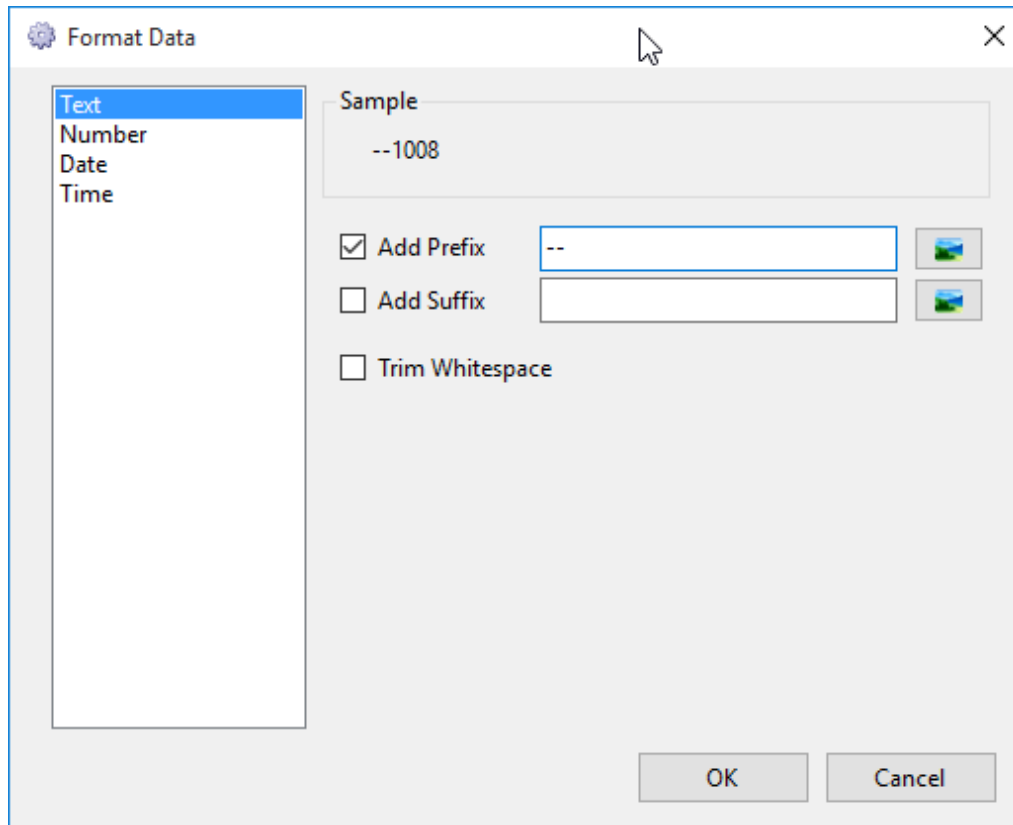 Format Data
Text
Number
Date
Time
Sample
--1008
Add Prefix
--
Add Suffix
Trim Whitespace
OK
Cancel